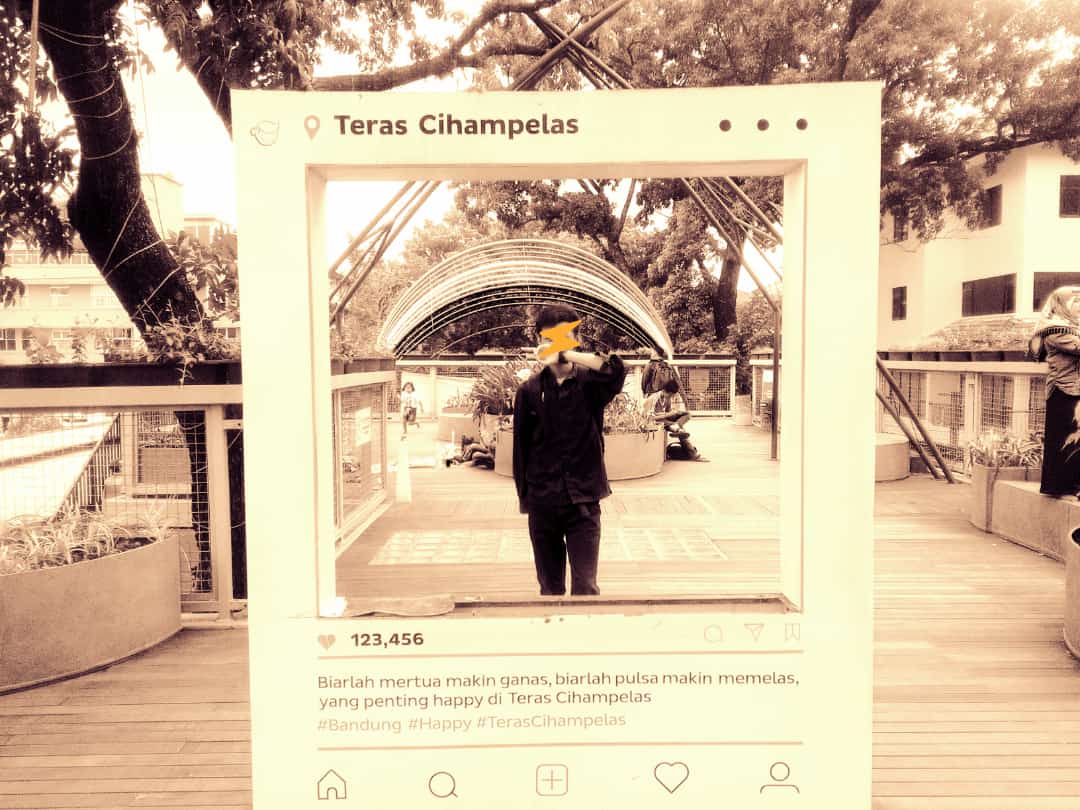 Teras Cihampelas
123,456
Biarlah mertua makin ganas, biarlah pulsa makin memelas,
yang penting happy di Teras Cihampelas
#Bandung #Happy #TerasCihampelas